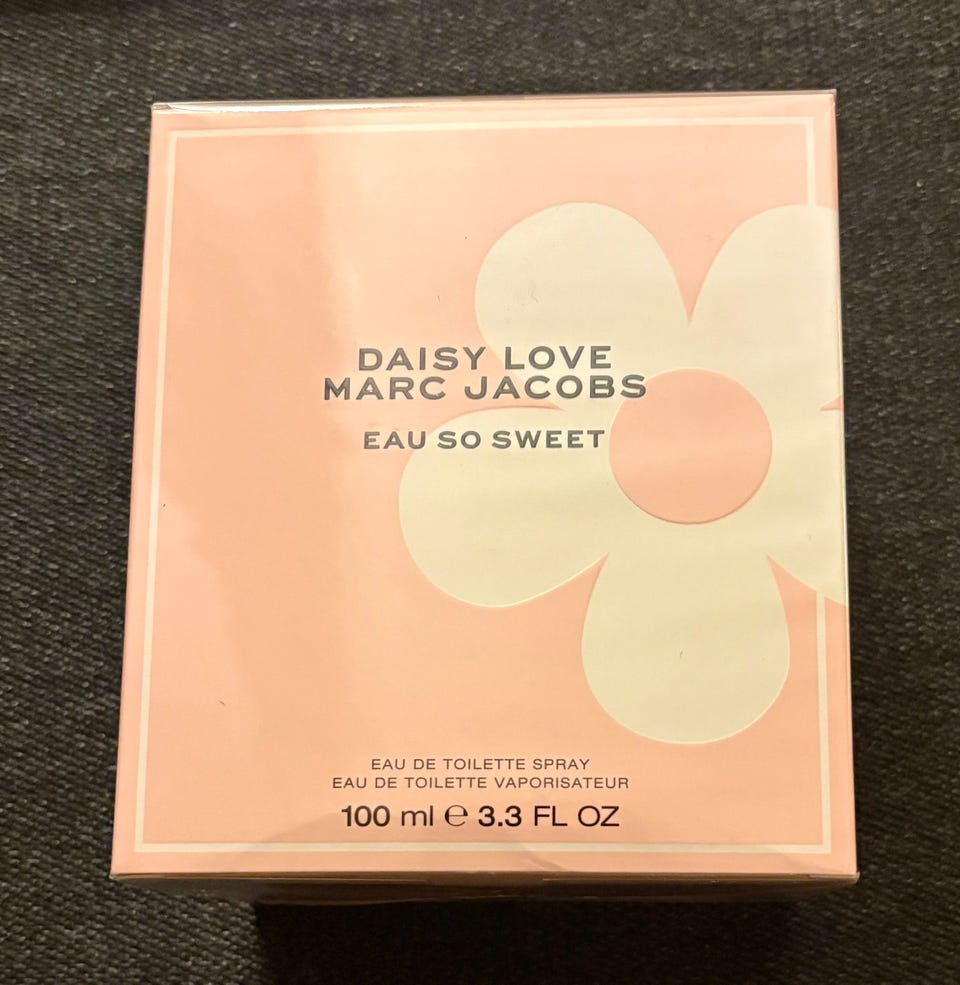 DAISY LOVE
MARC JACOBS
EAU SO SWEET
EAU DE TOILETTE SPRAY
EAU DE TOILETTE VAPORISATEUR
100 ml ℮ 3.3 FL OZ